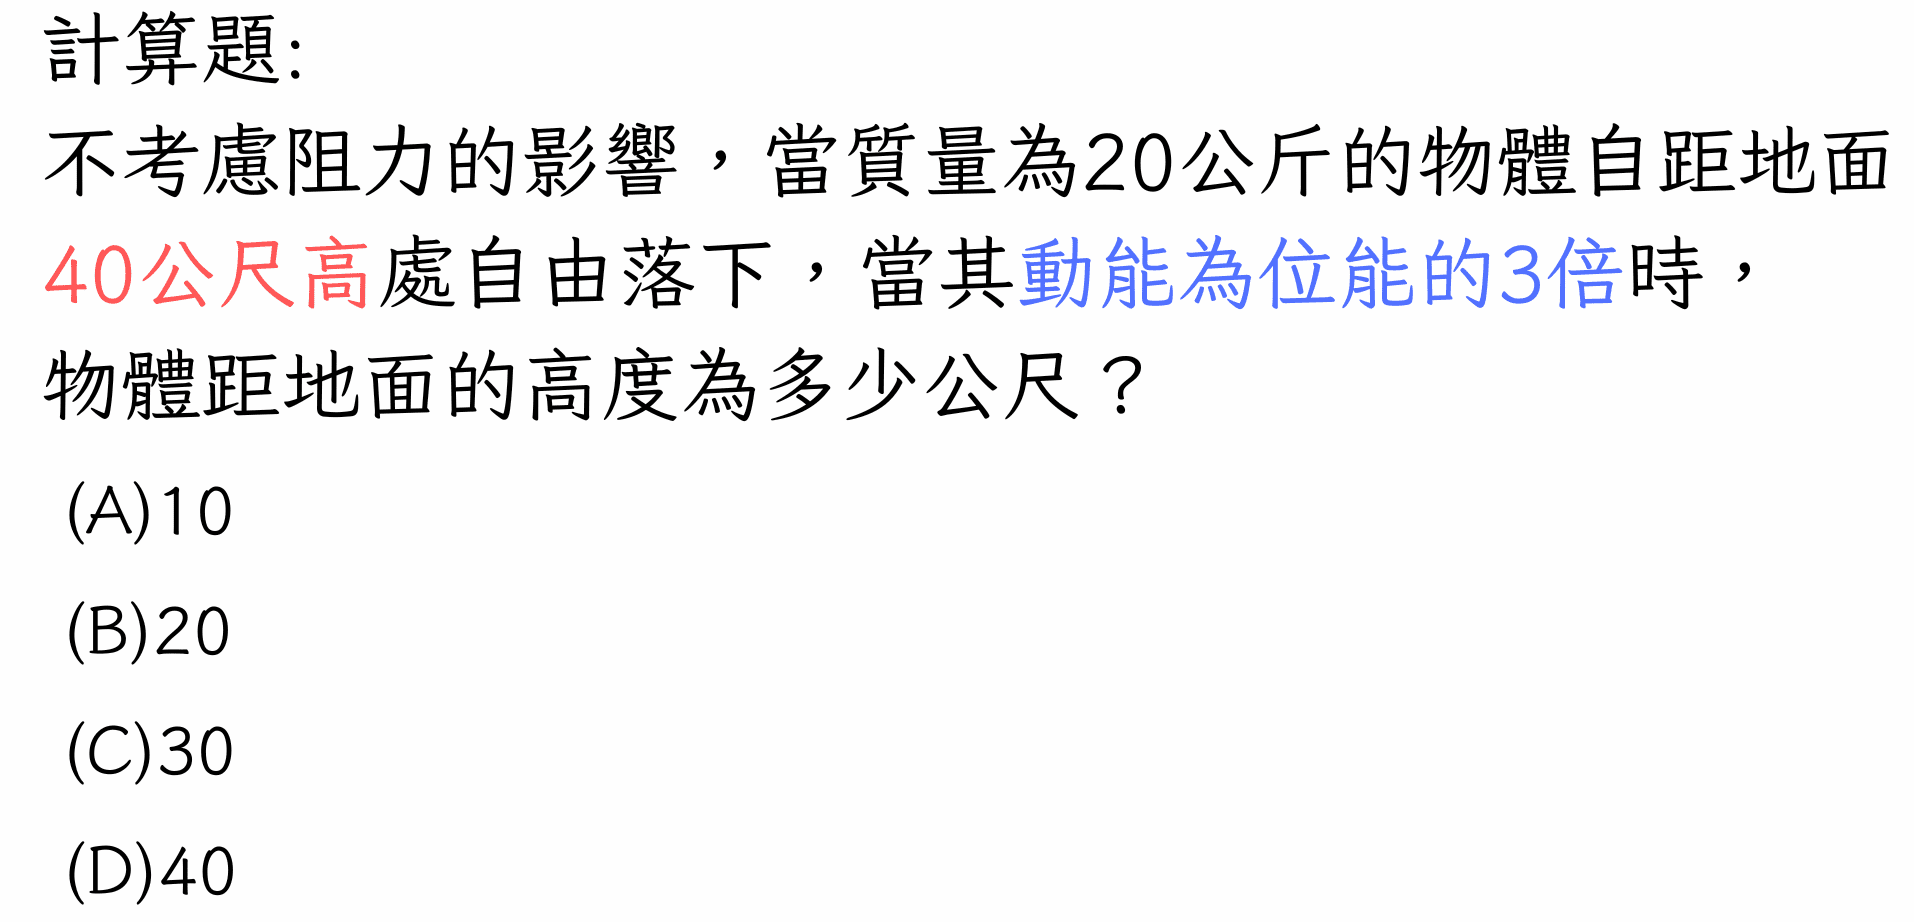 計算題:
不考慮阻力的影響，當質量為20公斤的物體自距地面
40公尺高處自由落下，當其動能為位能的3倍時，
物體距地面的高度為多少公尺？
(A)10
(B)20
(C)30
(D)40